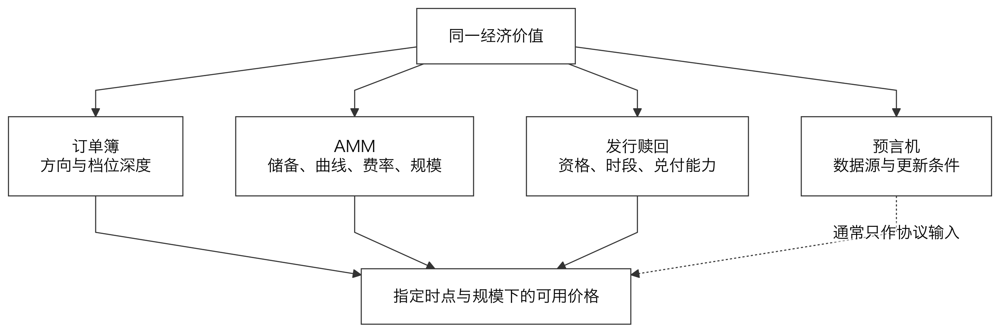 同一经济价值
订单簿
方向与档位深度
AMM
储备、曲线、费率、规模
发行赎回
资格、时段、兑付能力
预言机
数据源与更新条件
通常只作协议输入
指定时点与规模下的可用价格